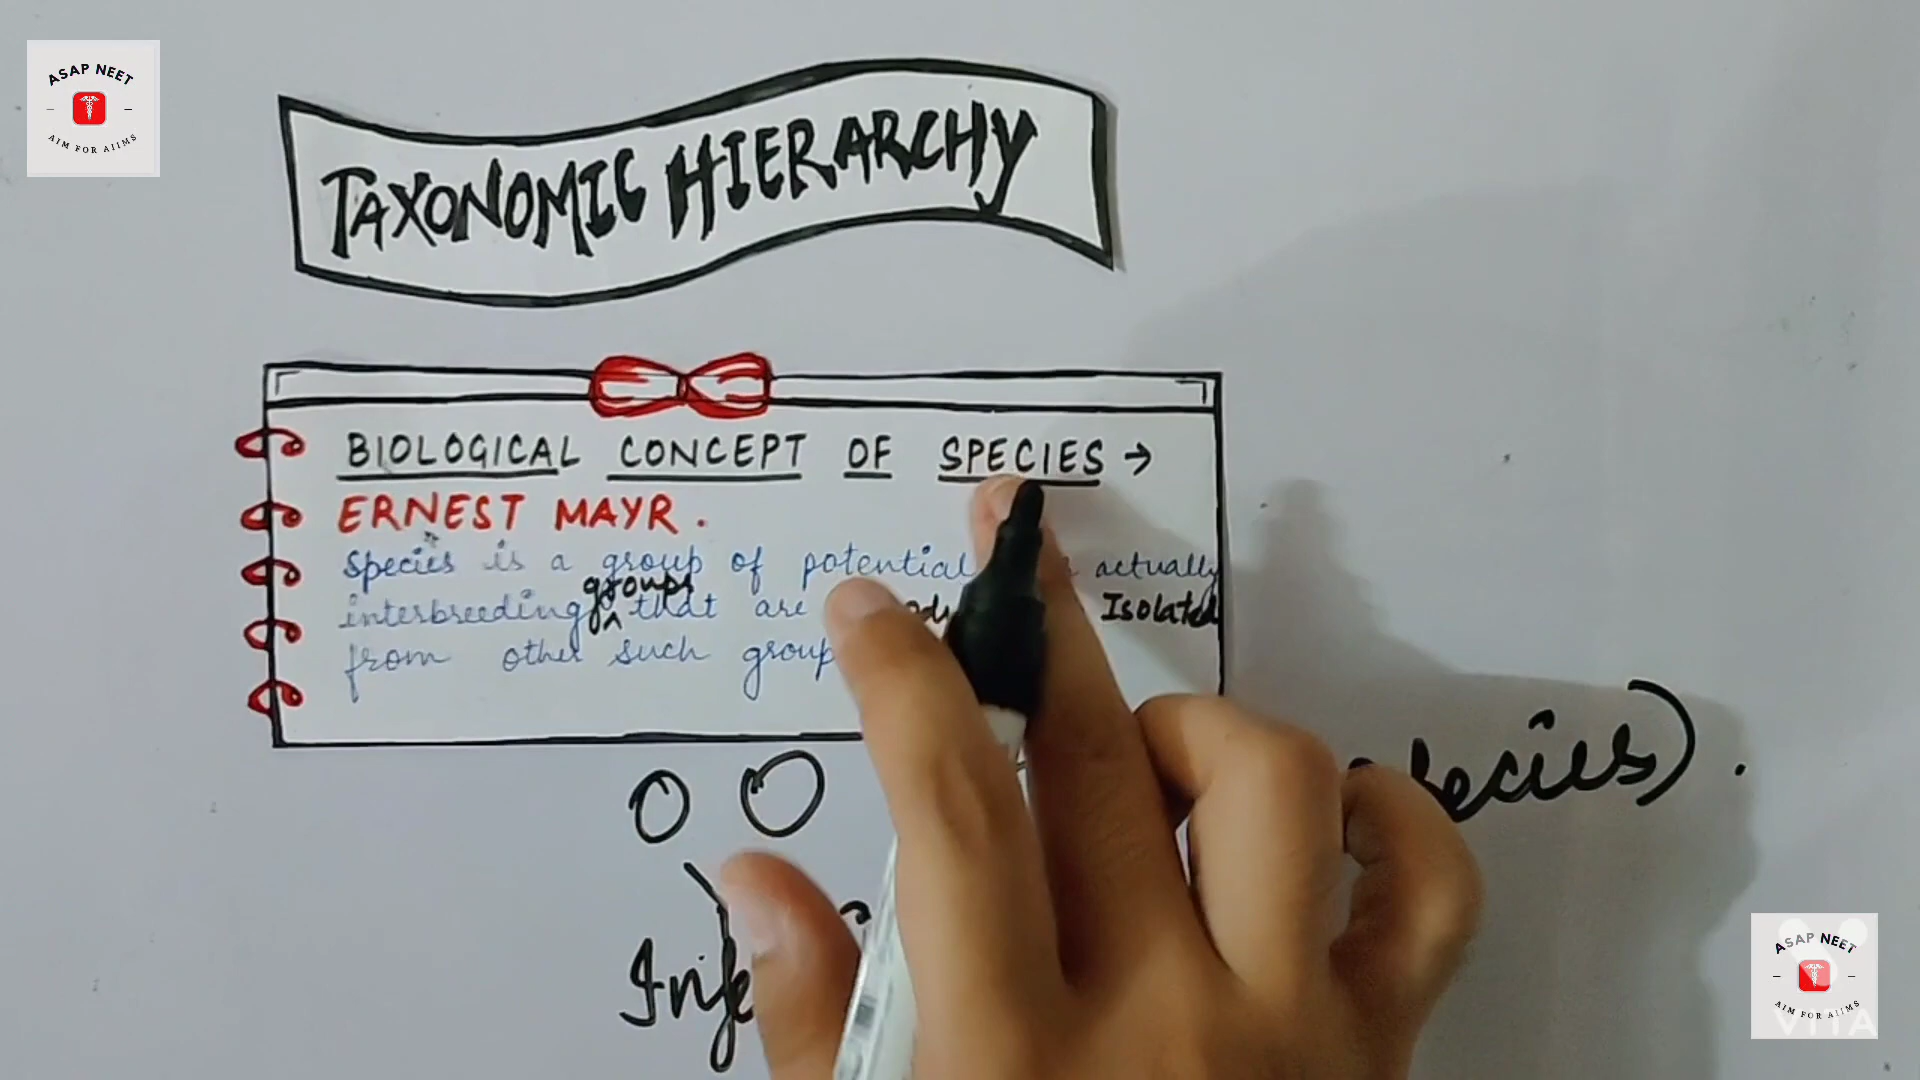 ASAP NEET
AIM FOR AIIMS
TAXONOMIC HIERARCHY
BIOLOGICAL CONCEPT OF SPECIES →
ERNEST MAYR.
Species is a group of potential actually
groups
interbreeding ^ that are Isolated
from other such group
ASAP NEET
AIM FOR AIIMS
VITA